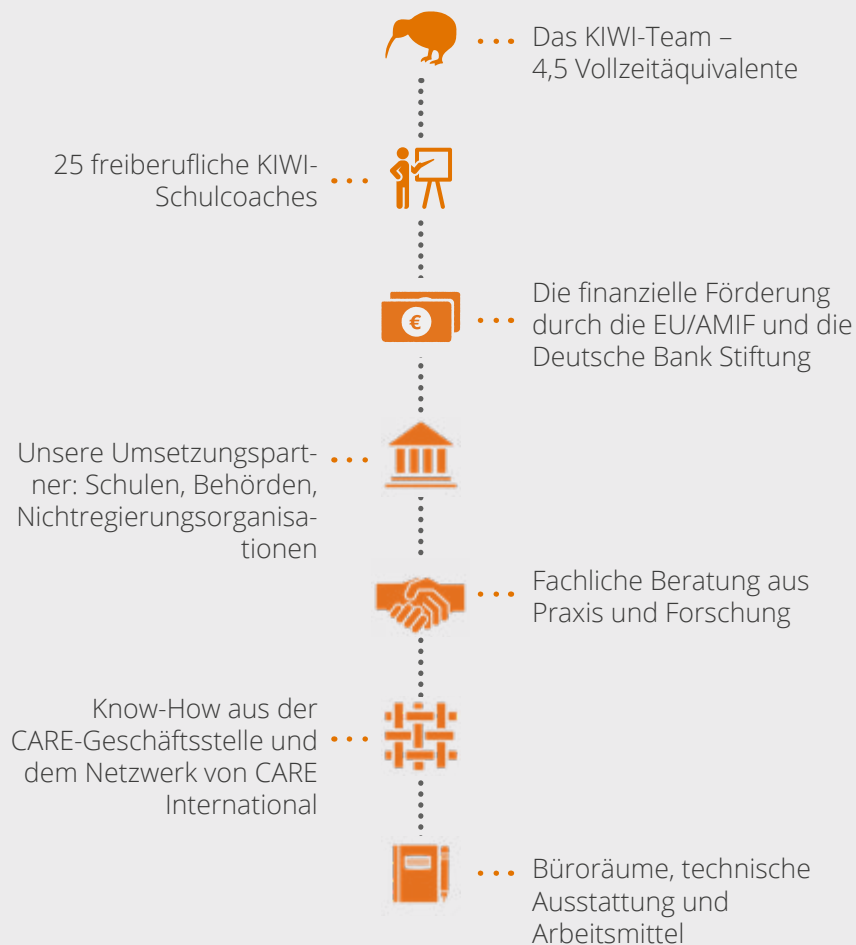 Das KIWI-Team –
4,5 Vollzeitäquivalente
25 freiberufliche KIWI-
Schulcoaches
€
Die finanzielle Förderung
durch die EU/AMIF und die
Deutsche Bank Stiftung
Unsere Umsetzungspart-
ner: Schulen, Behörden,
Nichtregierungsorganisa-
tionen
Fachliche Beratung aus
Praxis und Forschung
Know-How aus der
CARE-Geschäftsstelle und
dem Netzwerk von CARE
International
Büroräume, technische
Ausstattung und
Arbeitsmittel